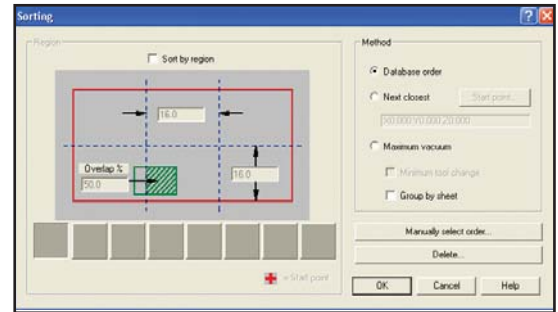 Sorting
Region
Sort by region
16.0
Overlap %
50.0
16.0
= Start point
Method
Database order
Next closest
Start point...
X0.000 Y0.000 Z0.000
Maximum vacuum
Minimum tool change
Group by sheet
Manually select order...
Delete...
OK
Cancel
Help